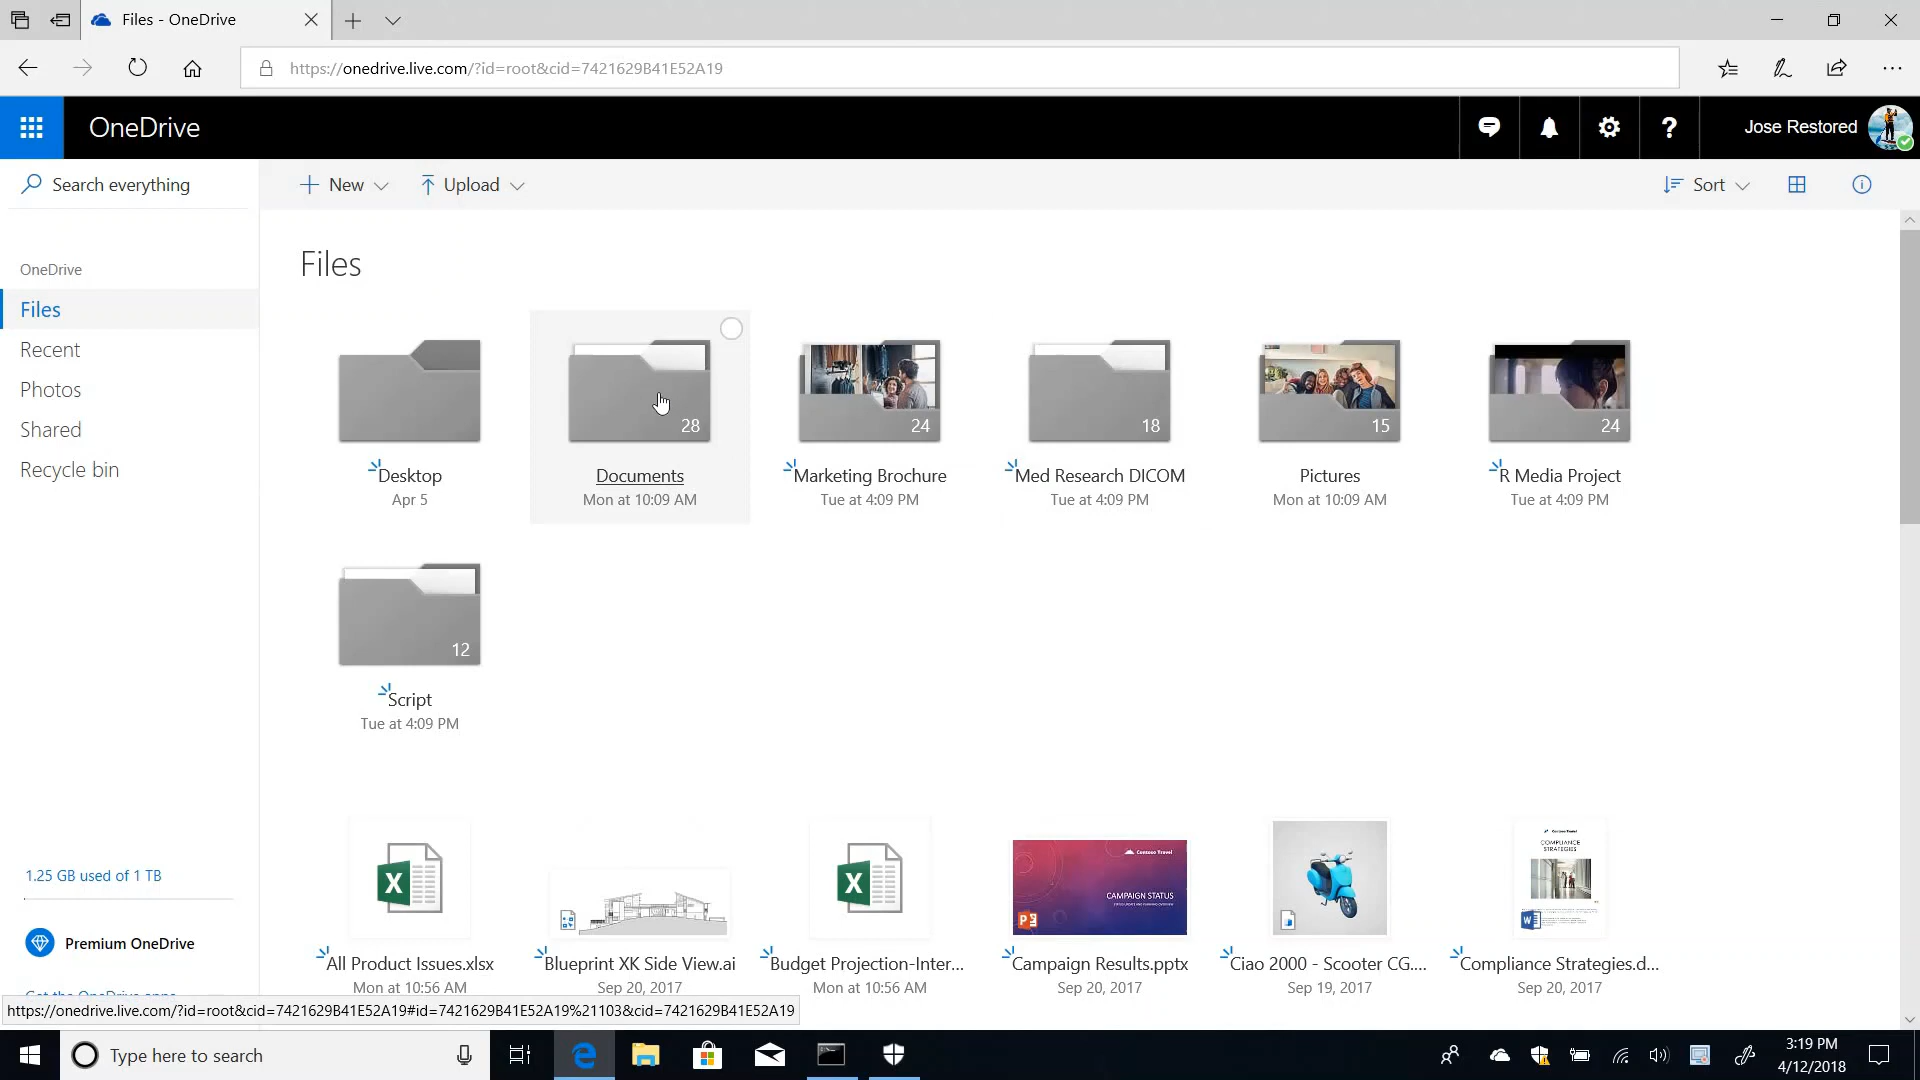 Files - OneDrive
https://onedrive.live.com/?id=root&cid=7421629B41E52A19
OneDrive
Jose Restored
Search everything
New
Upload
Sort
OneDrive
Files
Recent
Photos
Shared
Recycle bin
Files
28
24
18
15
24
Desktop
Documents
Marketing Brochure
Med Research DICOM
Pictures
R Media Project
Apr 5
Mon at 10:09 AM
Tue at 4:09 PM
Tue at 4:09 PM
Mon at 10:09 AM
Tue at 4:09 PM
12
Script
Tue at 4:09 PM
Contoso Travel
CAMPAIGN STATUS
Contoso Travel
COMPLIANCE
STRATEGIES
All Product Issues.xlsx
Blueprint XK Side View.ai
Budget Projection-Inter...
Campaign Results.pptx
Ciao 2000 - Scooter CG....
Compliance Strategies.d...
Mon at 10:56 AM
Sep 20, 2017
Mon at 10:56 AM
Sep 20, 2017
Sep 19, 2017
Sep 20, 2017
1.25 GB used of 1 TB
Premium OneDrive
https://onedrive.live.com/?id=root&cid=7421629B41E52A19#id=7421629B41E52A19%21103&cid=7421629B41E52A19
Type here to search
3:19 PM
4/12/2018